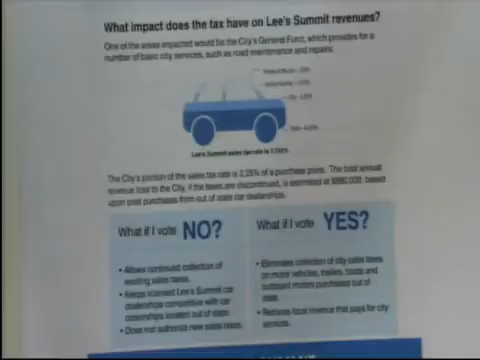 What impact does the tax have on Lee's Summit revenues?
One of the areas impacted would be the City's General Fund, which provides for a
number of basic city services, such as road maintenance and repairs.
Lee's Summit sales tax rate is
The City's portion of the sales tax rate is 2.25% of a purchase price. The total annual
revenue loss to the City, if the taxes are discontinued, is estimated at based
upon past purchases from out of state car dealerships.
What if I vote NO?
• Allows continued collection of
existing sales taxes.
• Keeps licensed Lee's Summit car
dealerships competitive with car
dealerships located out of state.
• Does not authorize new sales taxes.
What if I vote YES?
• Eliminates collection of city sales taxes
on motor vehicles, trailers, boats and
outboard motors purchased out of
state.
• Reduces local revenue that pays for city
services.